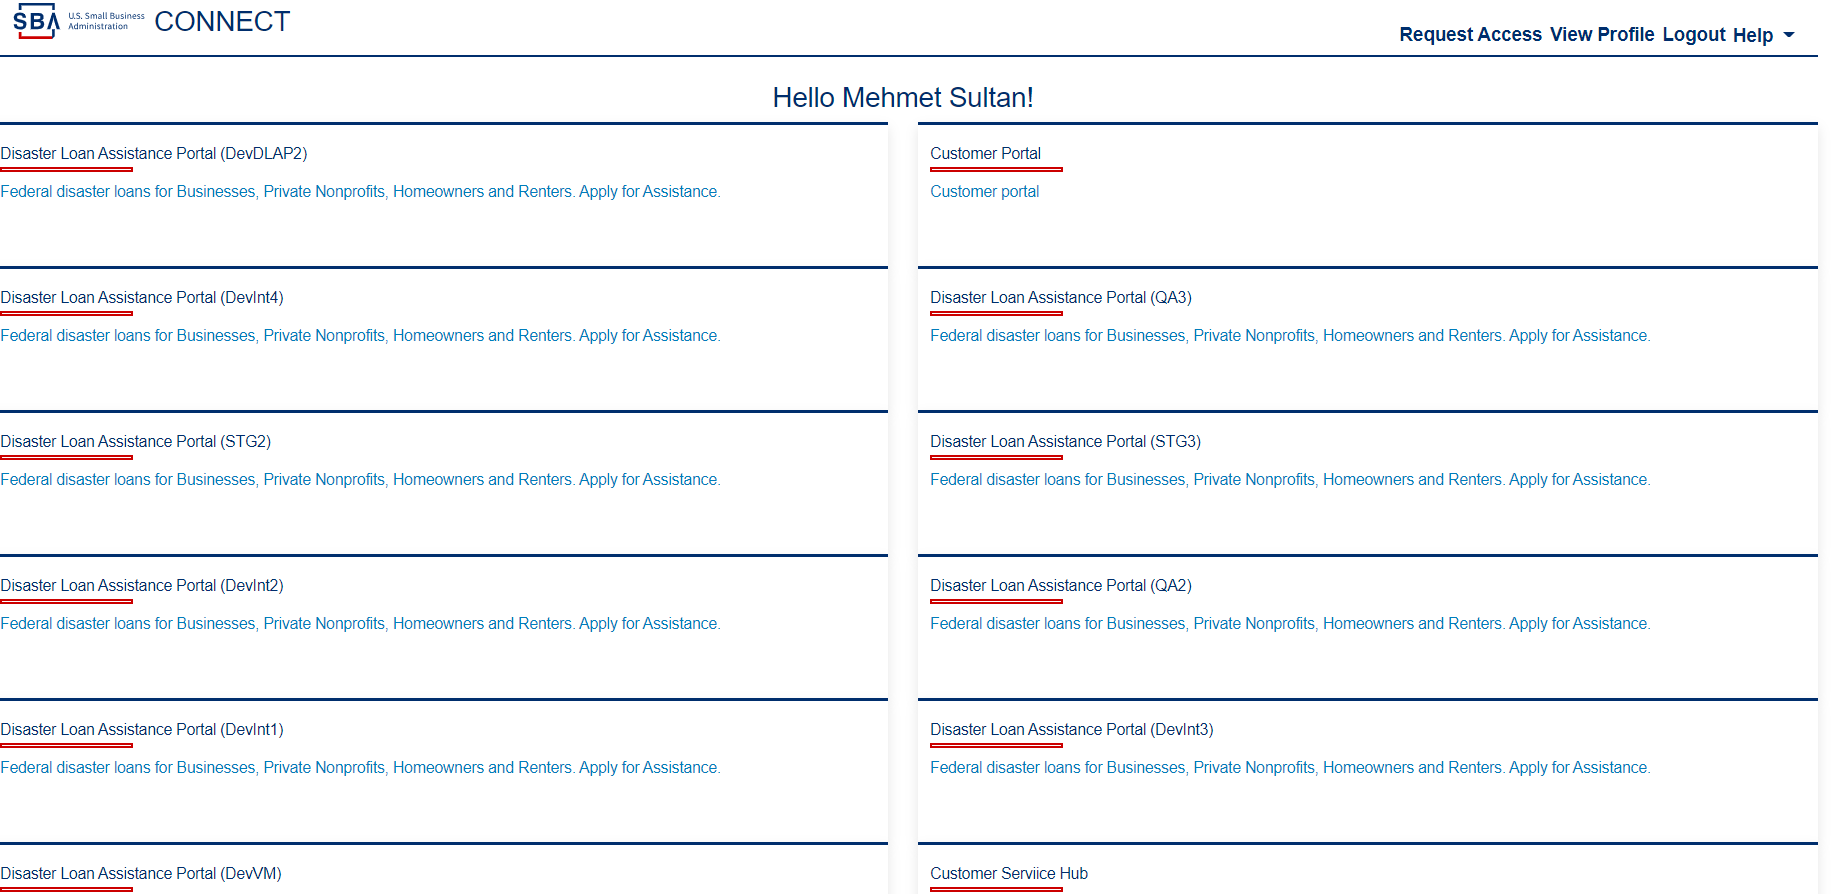 SBA U.S. Small Business
Administration
CONNECT
Request Access View Profile Logout Help
Hello Mehmet Sultan!
Disaster Loan Assistance Portal (DevDLAP2)
Federal disaster loans for Businesses, Private Nonprofits, Homeowners and Renters. Apply for Assistance.
Customer Portal
Customer portal
Disaster Loan Assistance Portal (DevInt4)
Federal disaster loans for Businesses, Private Nonprofits, Homeowners and Renters. Apply for Assistance.
Disaster Loan Assistance Portal (QA3)
Federal disaster loans for Businesses, Private Nonprofits, Homeowners and Renters. Apply for Assistance.
Disaster Loan Assistance Portal (STG2)
Federal disaster loans for Businesses, Private Nonprofits, Homeowners and Renters. Apply for Assistance.
Disaster Loan Assistance Portal (STG3)
Federal disaster loans for Businesses, Private Nonprofits, Homeowners and Renters. Apply for Assistance.
Disaster Loan Assistance Portal (DevInt2)
Federal disaster loans for Businesses, Private Nonprofits, Homeowners and Renters. Apply for Assistance.
Disaster Loan Assistance Portal (QA2)
Federal disaster loans for Businesses, Private Nonprofits, Homeowners and Renters. Apply for Assistance.
Disaster Loan Assistance Portal (DevInt1)
Federal disaster loans for Businesses, Private Nonprofits, Homeowners and Renters. Apply for Assistance.
Disaster Loan Assistance Portal (DevInt3)
Federal disaster loans for Businesses, Private Nonprofits, Homeowners and Renters. Apply for Assistance.
Disaster Loan Assistance Portal (DevVM)
Customer Serviice Hub